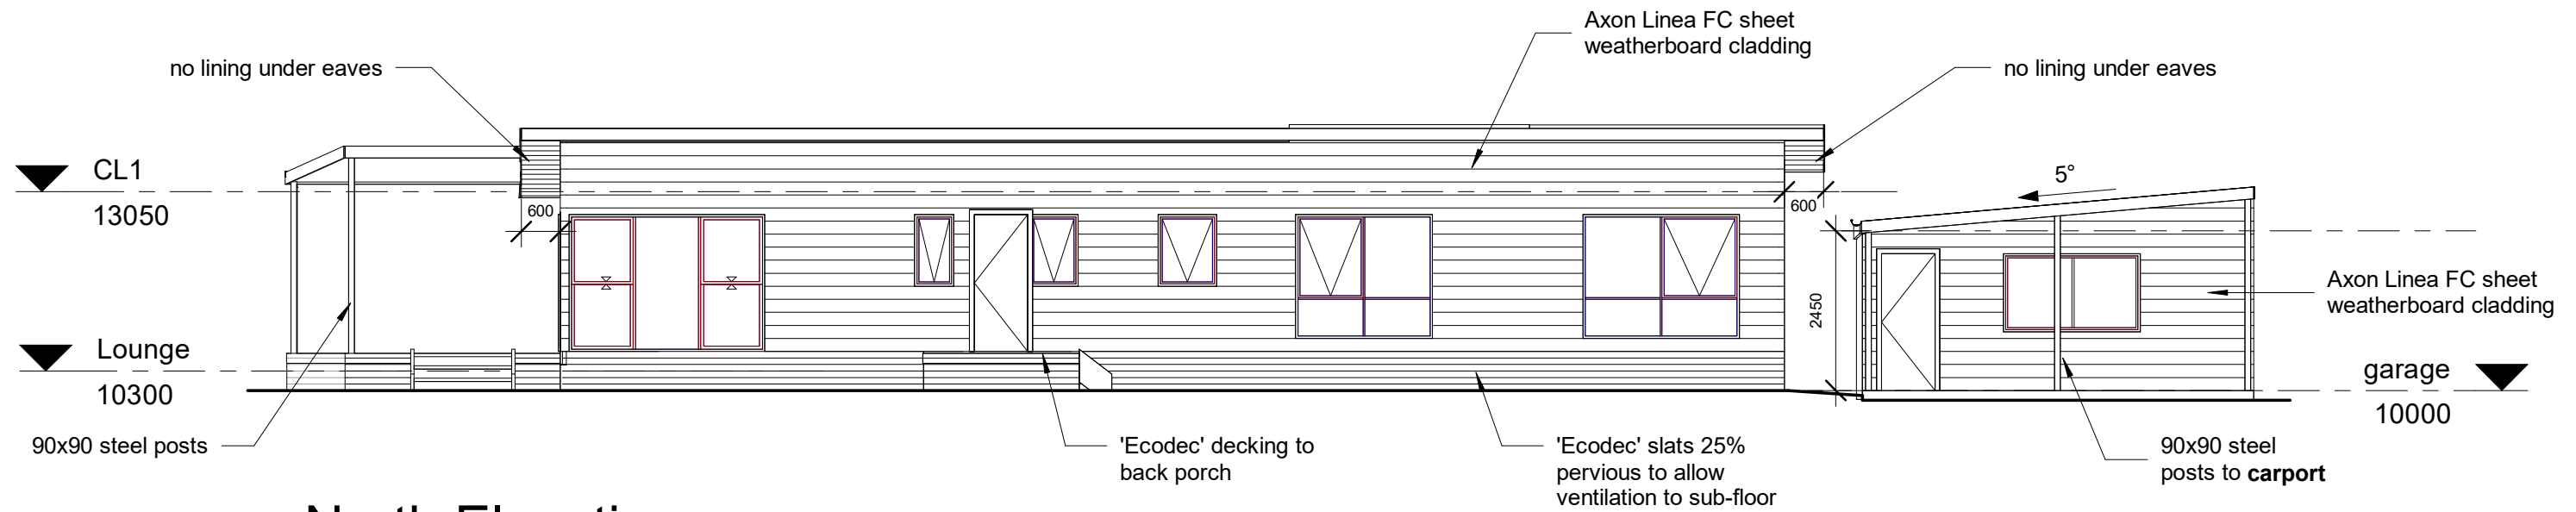 Axon Linea FC sheet
weatherboard cladding
no lining under eaves
no lining under eaves
CL1
13050
600
600
5°
2450
Axon Linea FC sheet
weatherboard cladding
Lounge
10300
garage
10000
90x90 steel posts
'Ecodec' decking to
back porch
'Ecodec' slats 25%
pervious to allow
ventilation to sub-floor
90x90 steel
posts to carport